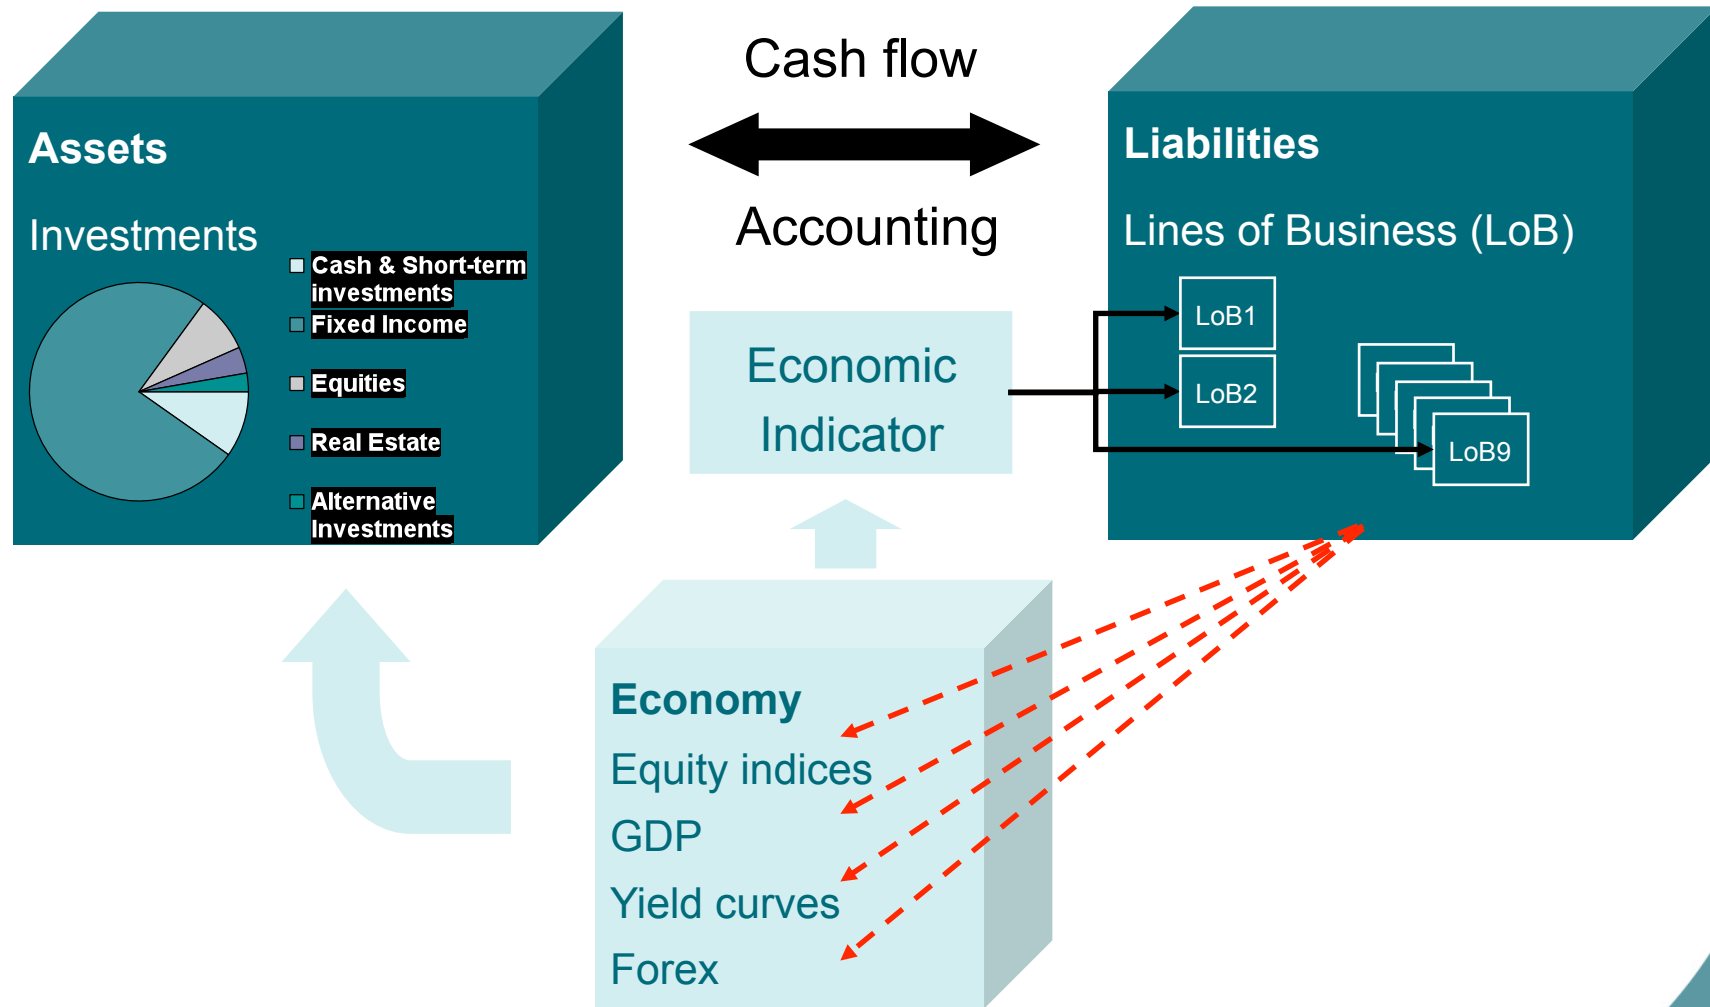 Assets
Investments
Cash & Short-term
investments
Fixed Income
Equities
Real Estate
Alternative
Investments
Cash flow
Accounting
Liabilities
Lines of Business (LoB)
LoB1
LoB2
LoB9
Economic
Indicator
Economy
Equity indices
GDP
Yield curves
Forex